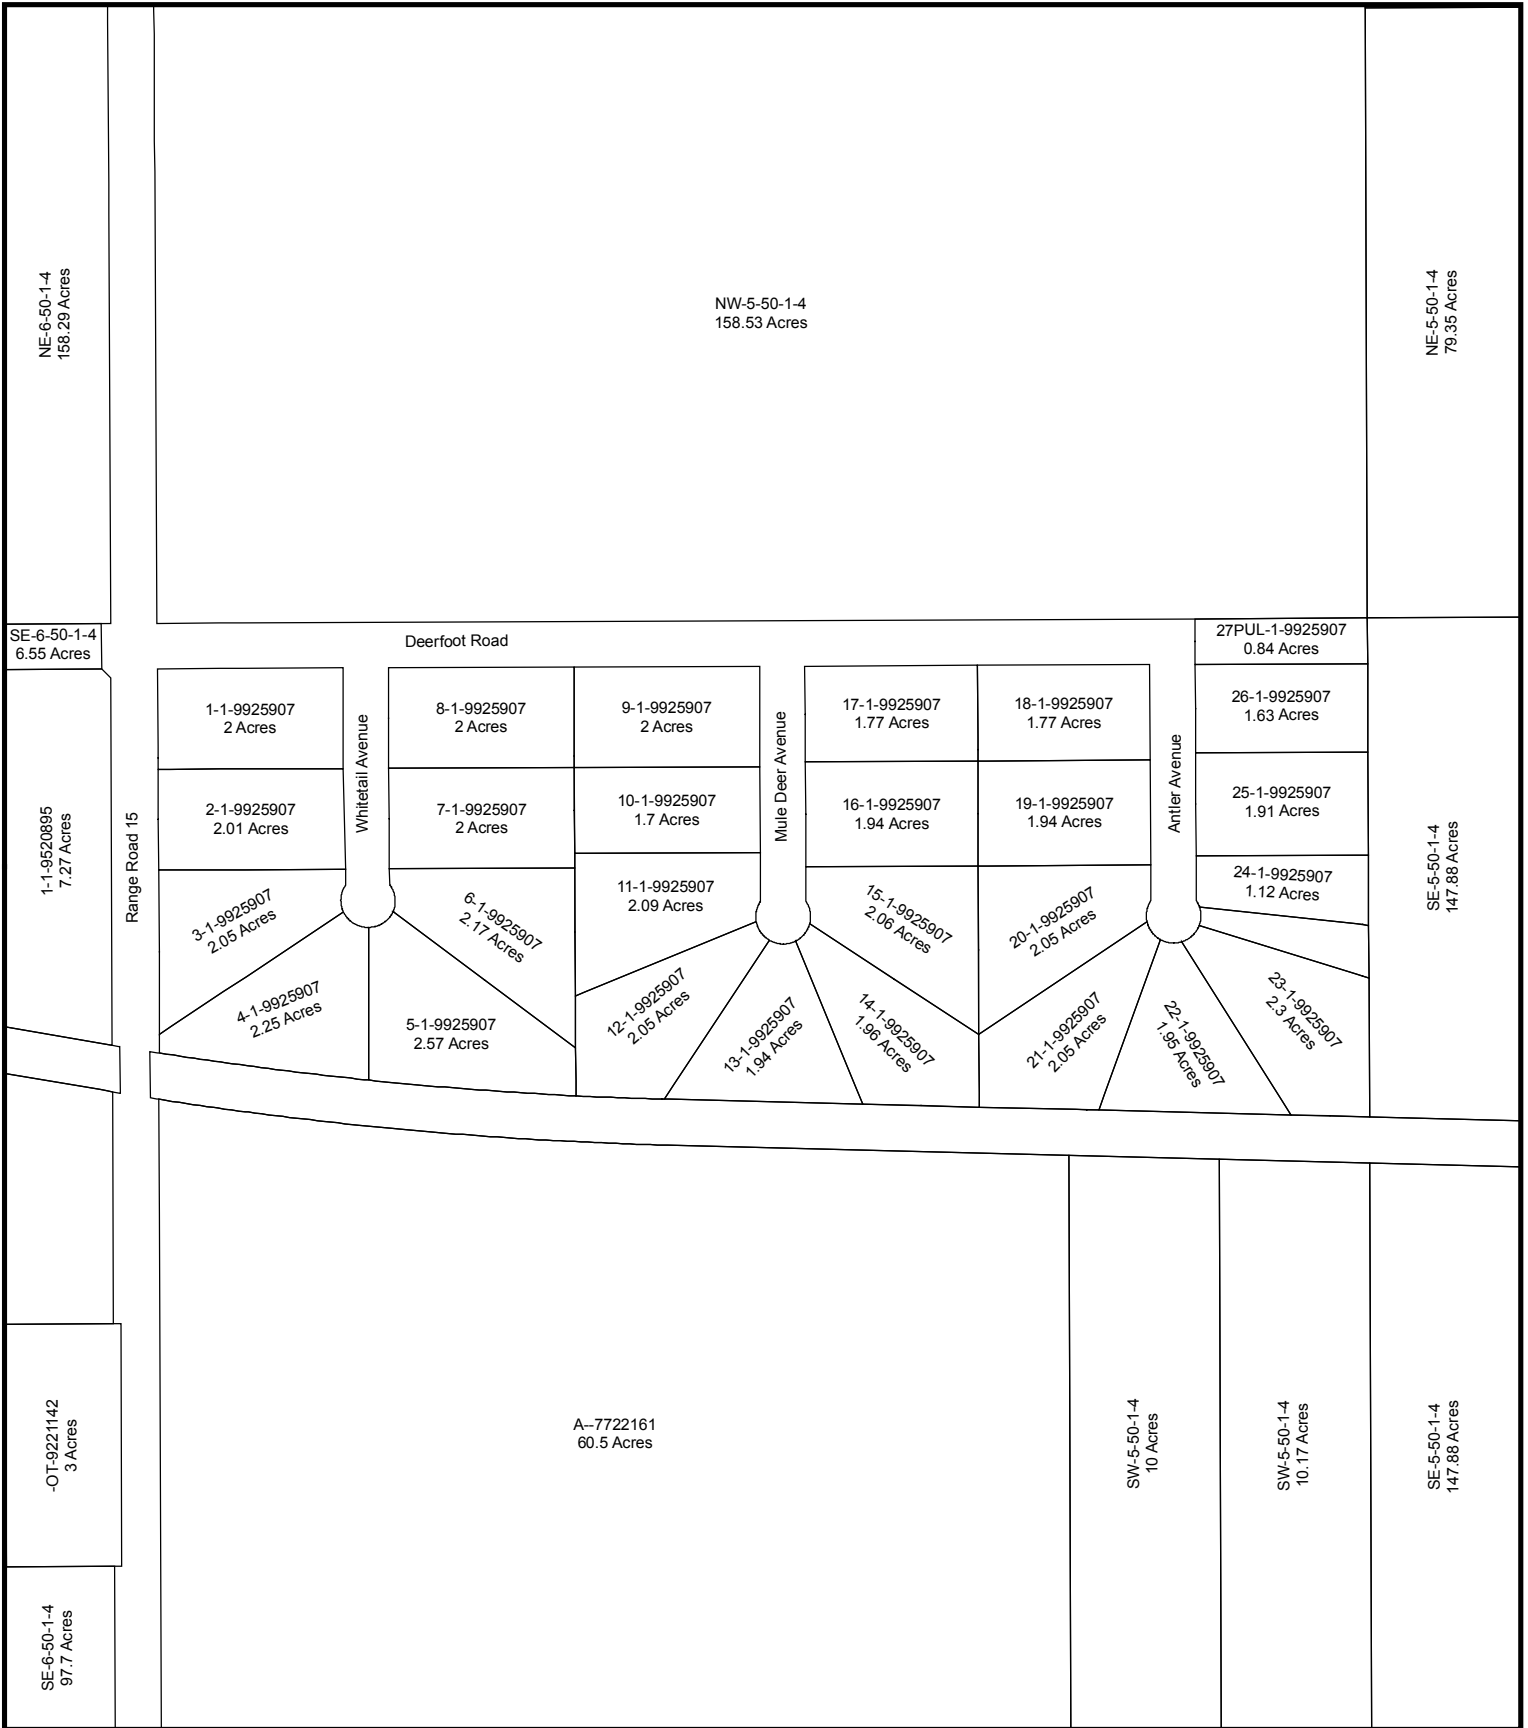 NE-6-50-1-4
158.29 Acres
NW-5-50-1-4
158.53 Acres
NE-5-50-1-4
79.35 Acres
SE-6-50-1-4
6.55 Acres
Deerfoot Road
27PUL-1-9925907
0.84 Acres
1-1-9925907
2 Acres
8-1-9925907
2 Acres
9-1-9925907
2 Acres
17-1-9925907
1.77 Acres
18-1-9925907
1.77 Acres
26-1-9925907
1.63 Acres
Whitetail Avenue
Mule Deer Avenue
Antler Avenue
1-1-9520895
7.27 Acres
Range Road 15
2-1-9925907
2.01 Acres
7-1-9925907
2 Acres
10-1-9925907
1.7 Acres
16-1-9925907
1.94 Acres
19-1-9925907
1.94 Acres
25-1-9925907
1.91 Acres
SE-5-50-1-4
147.88 Acres
11-1-9925907
2.09 Acres
24-1-9925907
1.12 Acres
3-1-9925907
2.05 Acres
6-1-9925907
2.17 Acres
15-1-9925907
2.06 Acres
20-1-9925907
2.05 Acres
4-1-9925907
2.25 Acres
5-1-9925907
2.57 Acres
12-1-9925907
2.05 Acres
13-1-9925907
1.94 Acres
14-1-9925907
1.96 Acres
21-1-9925907
2.05 Acres
22-1-9925907
1.95 Acres
23-1-9925907
2.3 Acres
-OT-9221142
3 Acres
A--7722161
60.5 Acres
SW-5-50-1-4
10 Acres
SW-5-50-1-4
10.17 Acres
SE-5-50-1-4
147.88 Acres
SE-6-50-1-4
97.7 Acres